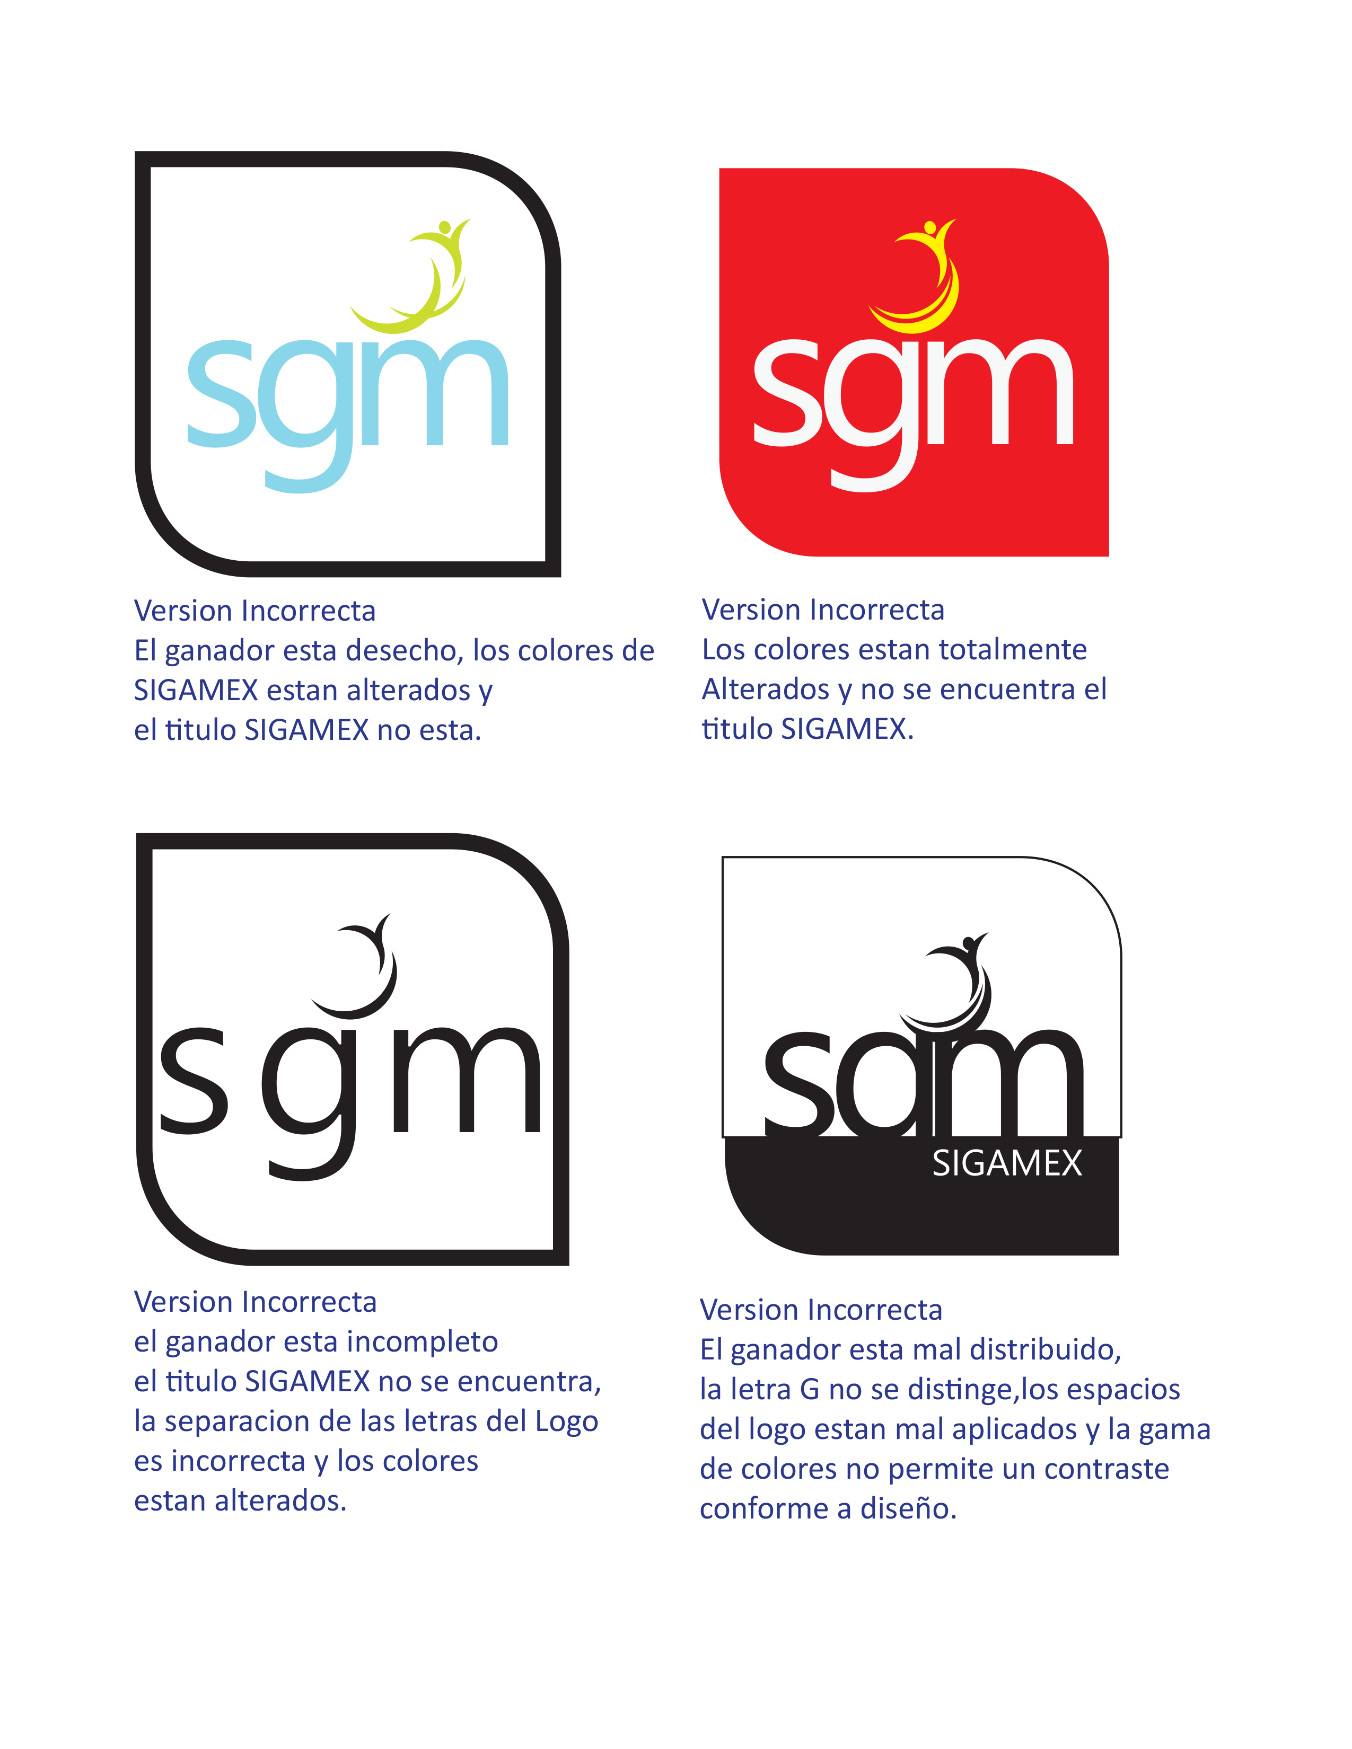 sgm
Version Incorrecta
El ganador esta desecho, los colores de
SIGAMEX estan alterados y
el titulo SIGAMEX no esta.
sgm
Version Incorrecta
Los colores estan totalmente
Alterados y no se encuentra el
titulo SIGAMEX.
sgm
Version Incorrecta
el ganador esta incompleto
el titulo SIGAMEX no se encuentra,
la separacion de las letras del Logo
es incorrecta y los colores
estan alterados.
sgm
SIGAMEX
Version Incorrecta
El ganador esta mal distribuido,
la letra G no se distinge,los espacios
del logo estan mal aplicados y la gama
de colores no permite un contraste
conforme a diseño.